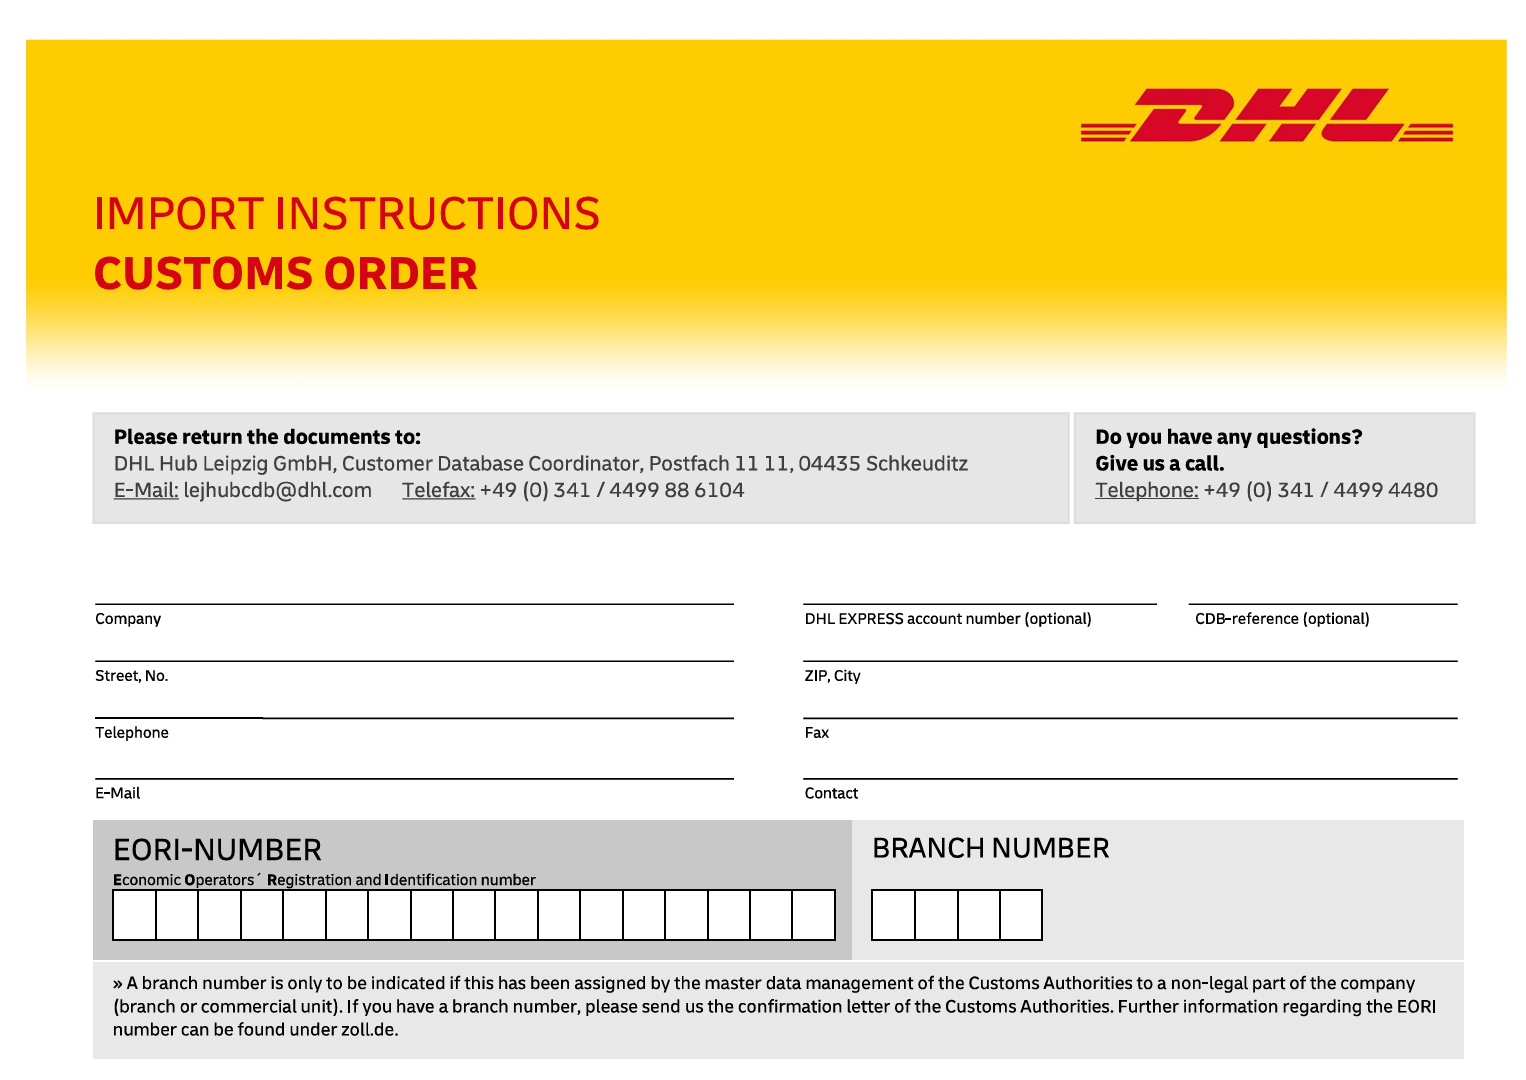 DHL
IMPORT INSTRUCTIONS
CUSTOMS ORDER
Please return the documents to:
DHL Hub Leipzig GmbH, Customer Database Coordinator, Postfach 11 11, 04435 Schkeuditz
E-Mail: lejhubcdb@dhl.com Telefax: +49 (0) 341 / 4499 88 6104
Do you have any questions?
Give us a call.
Telephone: +49 (0) 341 / 4499 4480
Company
DHL EXPRESS account number (optional)
CDB-reference (optional)
Street, No.
ZIP, City
Telephone
Fax
E-Mail
Contact
EORI-NUMBER
Economic Operators´ Registration and Identification number
BRANCH NUMBER
» A branch number is only to be indicated if this has been assigned by the master data management of the Customs Authorities to a non-legal part of the company
(branch or commercial unit). If you have a branch number, please send us the confirmation letter of the Customs Authorities. Further information regarding the EORI
number can be found under zoll.de.